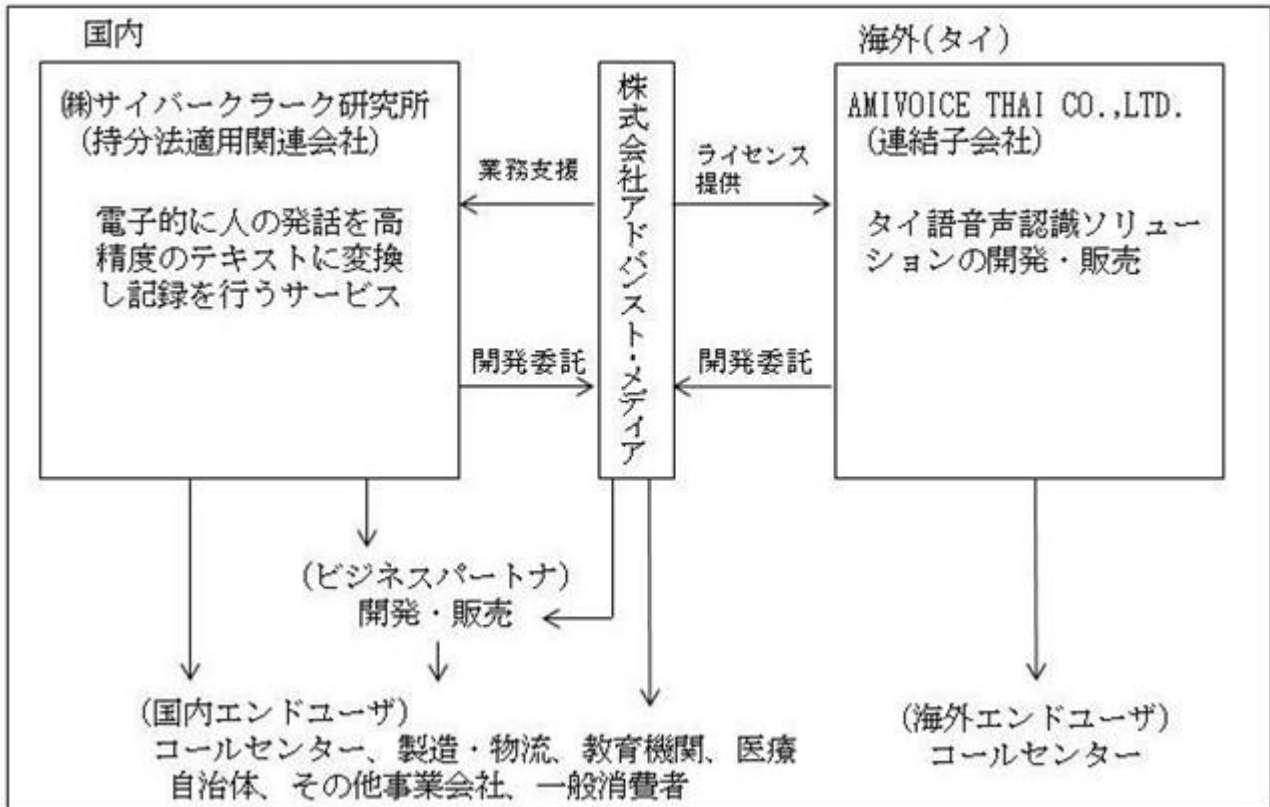 国内
㈱サイバークラーク研究所
(持分法適用関連会社)
電子的に人の発話を高
精度のテキストに変換
し記録を行うサービス
業務支援
開発委託
株式会社アドバンスト・メディア
ライセンス
提供
開発委託
海外(タイ)
AMIVOICE THAI CO.,LTD.
(連結子会社)
タイ語音声認識ソリュー
ションの開発・販売
(ビジネスパートナ)
開発・販売
(国内エンドユーザ)
コールセンター、製造・物流、教育機関、医療
自治体、その他事業会社、一般消費者
(海外エンドユーザ)
コールセンター